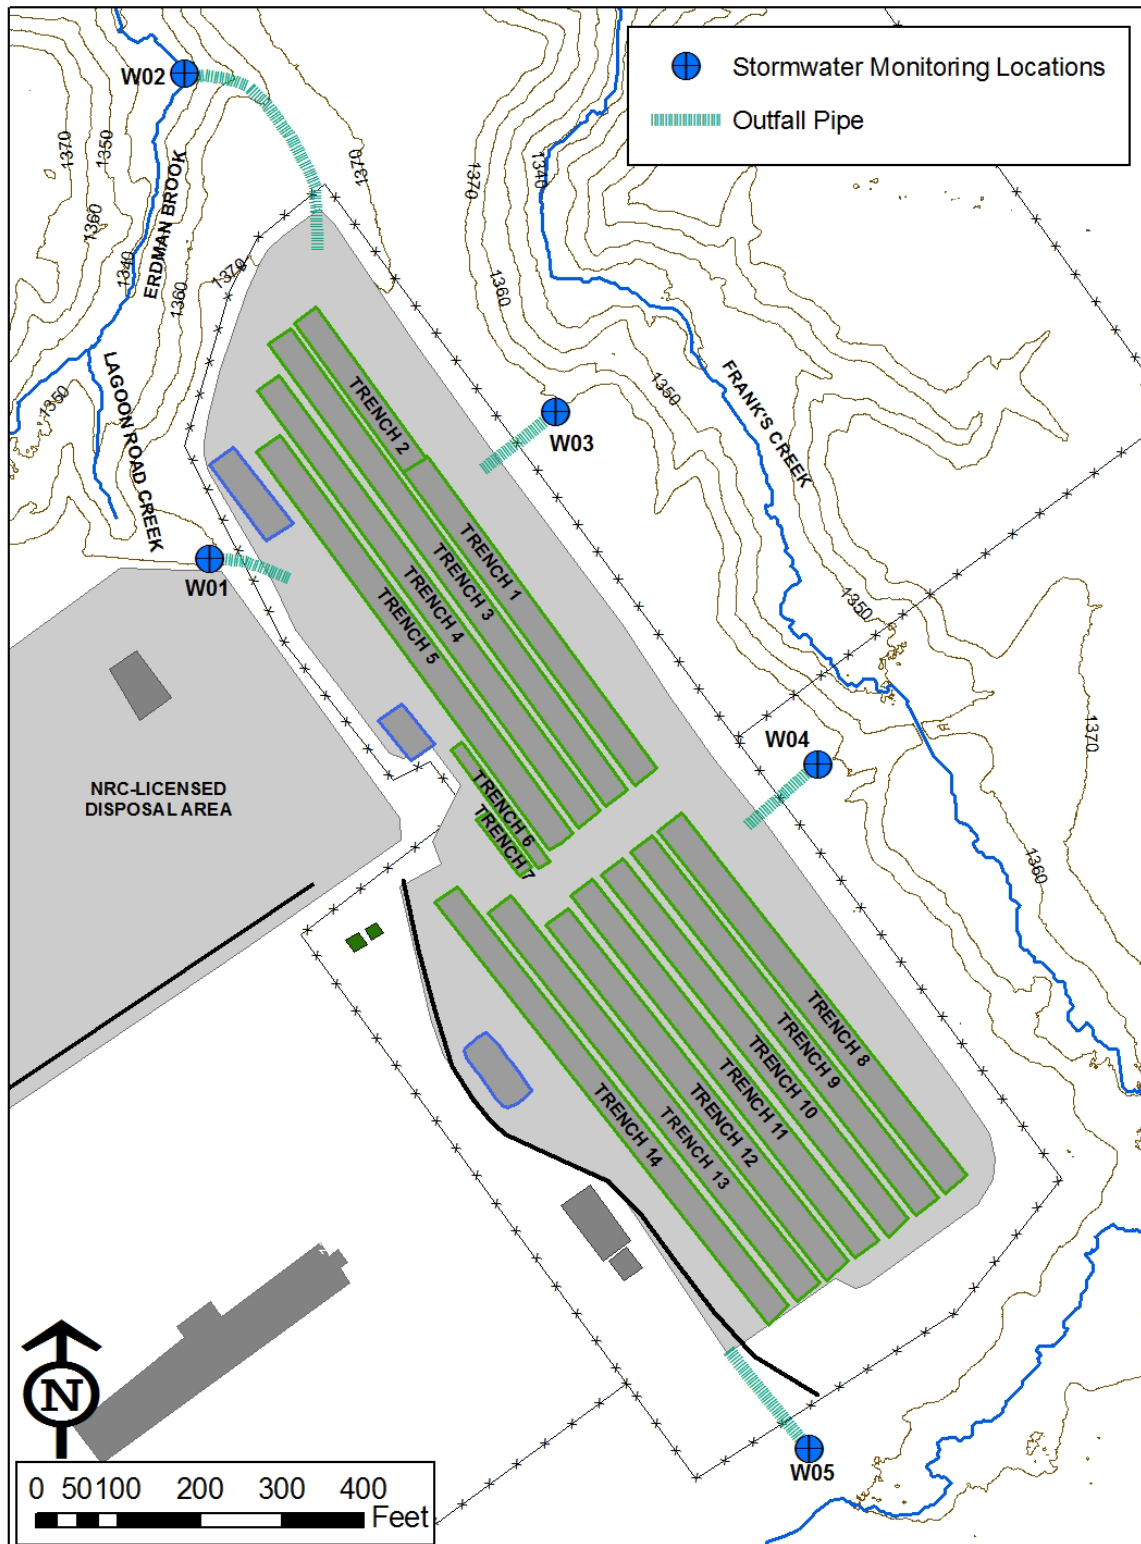 Stormwater Monitoring Locations
Outfall Pipe
W02
1370
1350
1360
1340
ERDMAN BROOK
1360
1370
1370
1370
1340
1360
1350
LAGOON ROAD CREEK
1350
FRANK'S CREEK
W03
W01
TRENCH 2
TRENCH 1
TRENCH 3
TRENCH 4
TRENCH 5
1350
W04
1370
NRC-LICENSED
DISPOSAL AREA
TRENCH 6
TRENCH 7
1360
TRENCH 8
TRENCH 9
TRENCH 10
TRENCH 11
TRENCH 12
TRENCH 13
TRENCH 14
N
W05
0 50 100 200 300 400
Feet